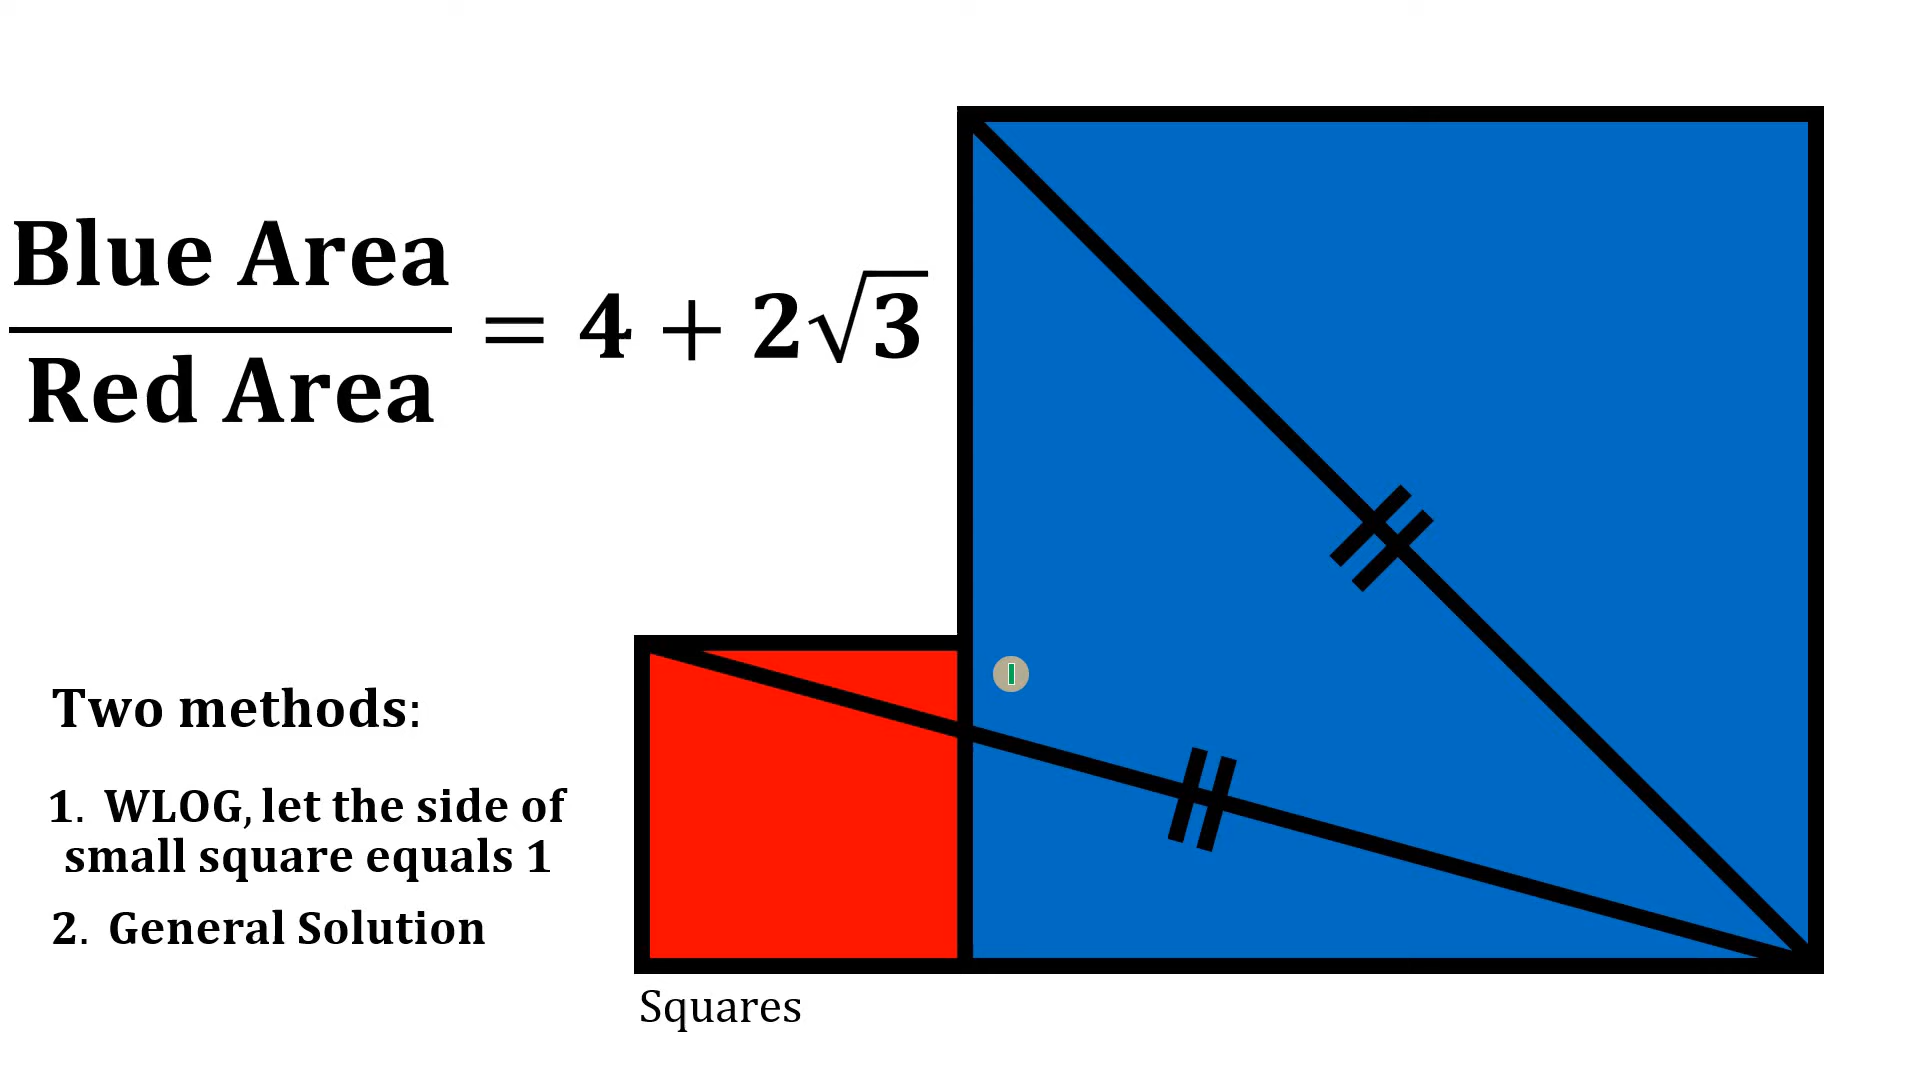 Blue Area
Red Area
= 4 + 2√3
Two methods:
1. WLOG, let the side of
small square equals 1
2. General Solution
Squares